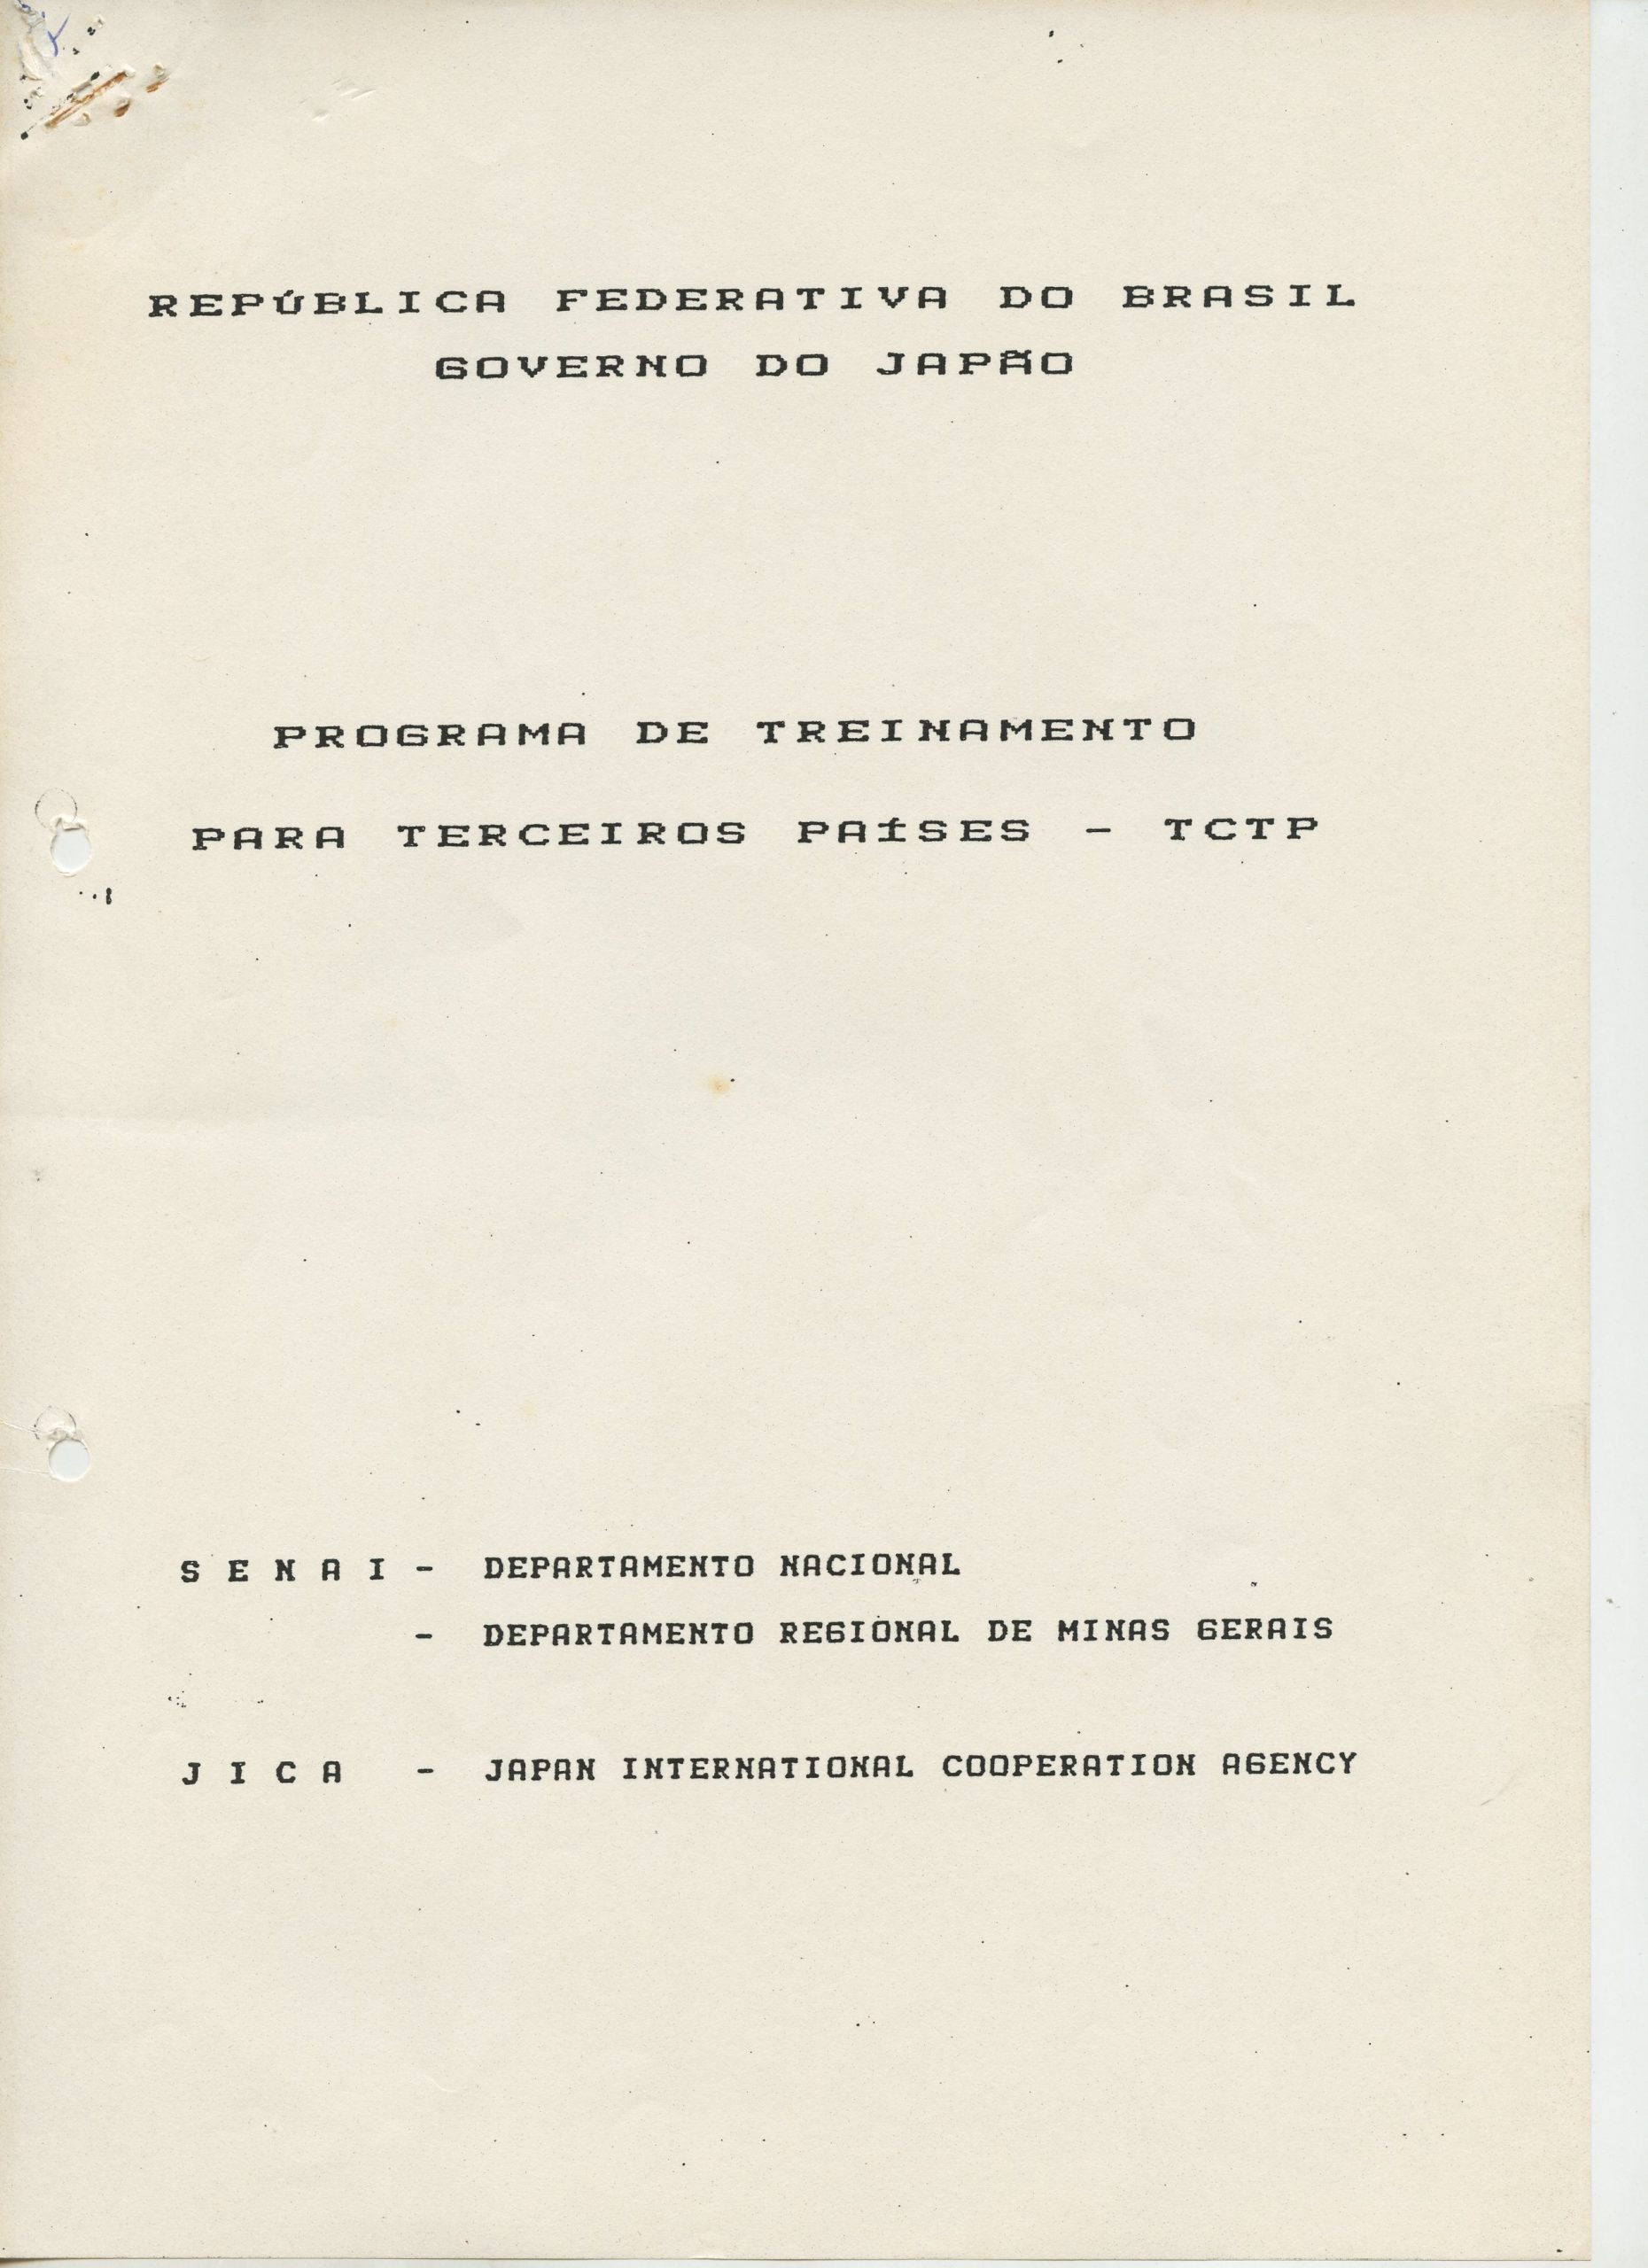 REPÚBLICA FEDERATIVA DO BRASIL
GOVERNO DO JAPÃO
PROGRAMA DE TREINAMENTO
PARA TERCEIROS PAÍSES - TCTP
S E N A I - DEPARTAMENTO NACIONAL
- DEPARTAMENTO REGIONAL DE MINAS GERAIS
J I C A - JAPAN INTERNATIONAL COOPERATION AGENCY